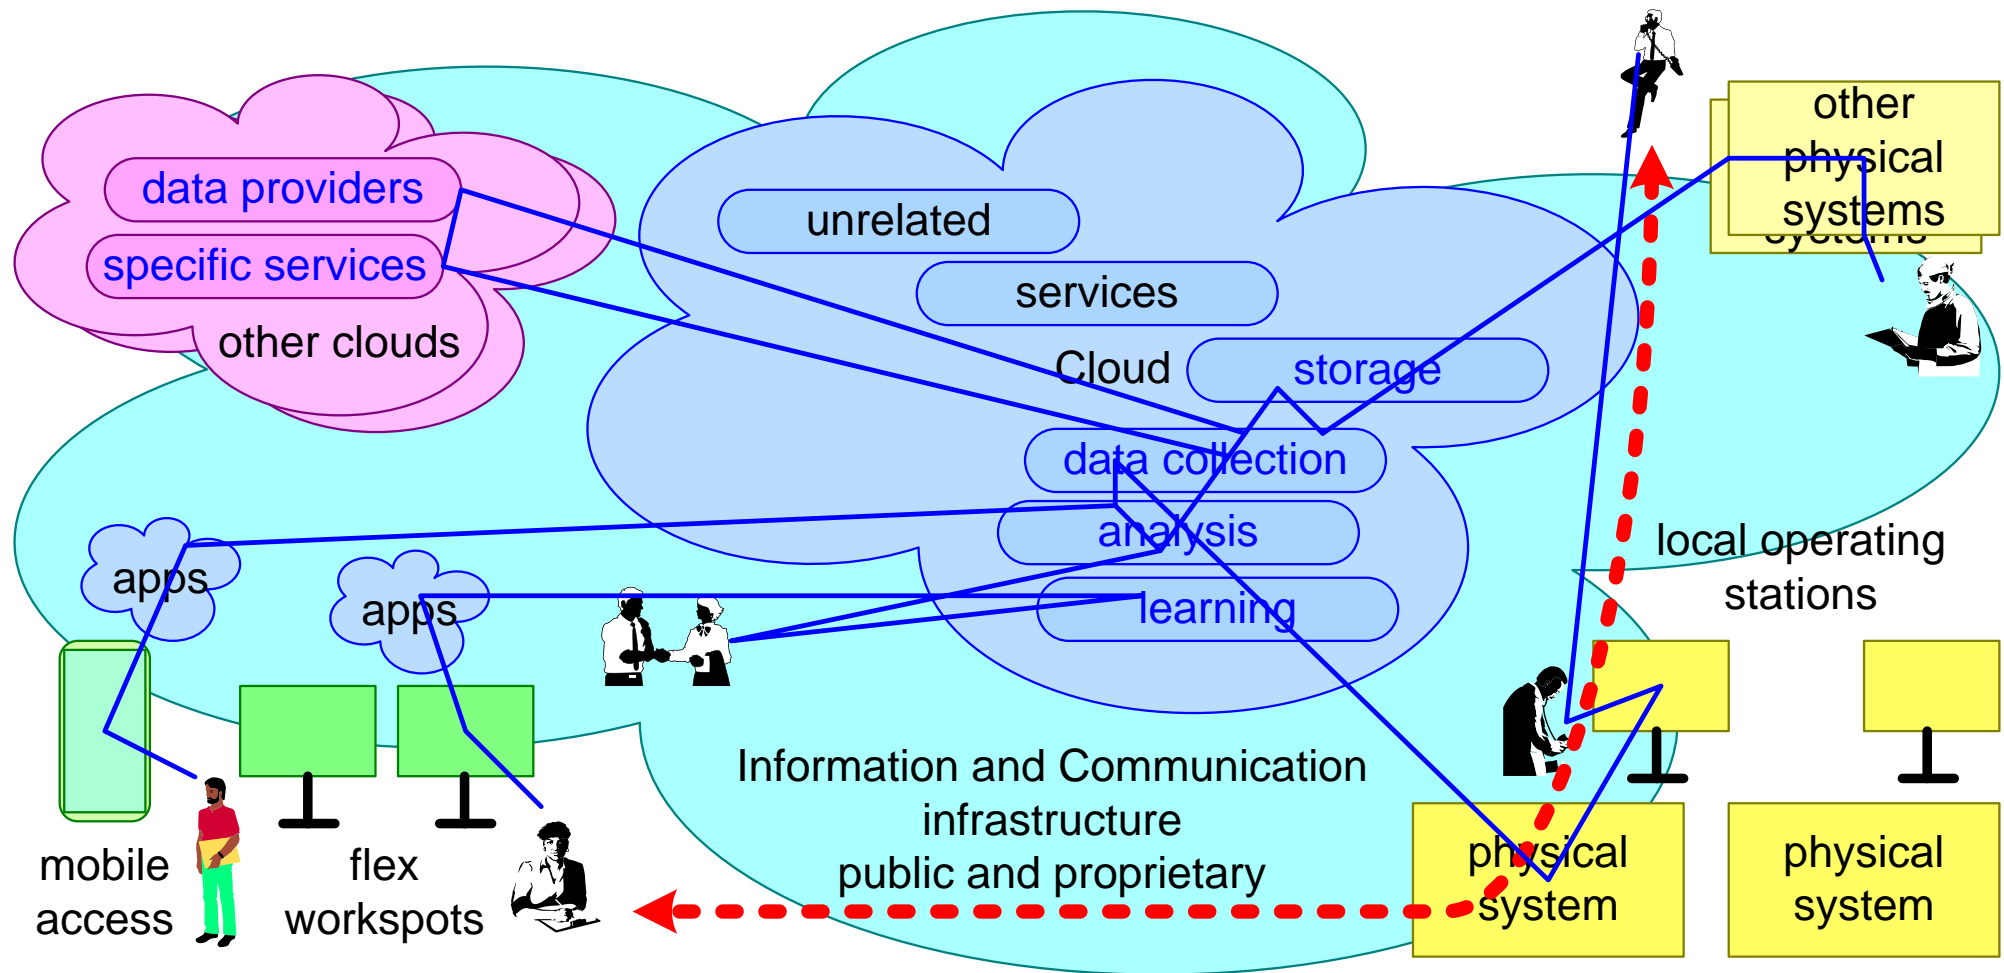 other
physical
systems
systems
data providers
specific services
other clouds
unrelated
services
Cloud
storage
data collection
analysis
learning
apps
apps
local operating
stations
Information and Communication
infrastructure
public and proprietary
mobile
access
flex
workspots
physical
system
physical
system